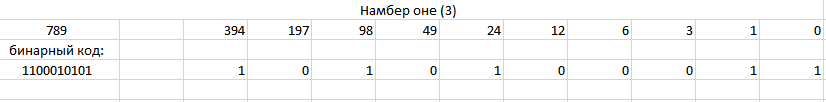 Намбер оне (3)
789 394 197 98 49 24 12 6 3 1 0
бинарный код:
1100010101 1 0 1 0 1 0 0 0 1 1